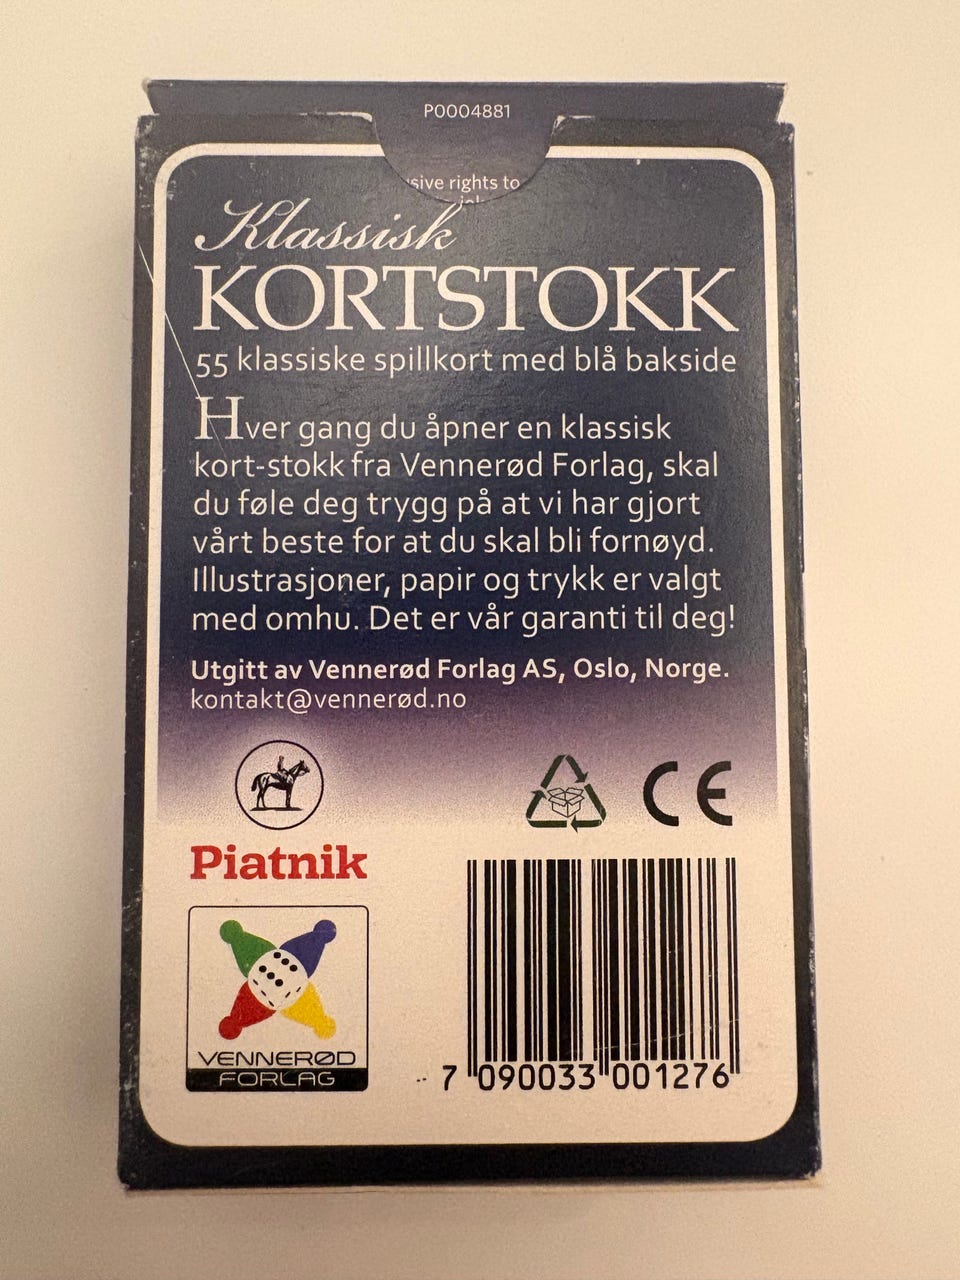 P0004881
rights to
Klassisk
KORTSTOKK
55 klassiske spillkort med blå bakside
Hver gang du åpner en klassisk
kort-stokk fra Vennerød Forlag, skal
du føle deg trygg på at vi har gjort
vårt beste for at du skal bli fornøyd.
Illustrasjoner, papir og trykk er valgt
med omhu. Det er vår garanti til deg!
Utgitt av Vennerød Forlag AS, Oslo, Norge.
kontakt@vennerød.no
CE
Piatnik
VENNERØD
FORLAG
7 090033 001276